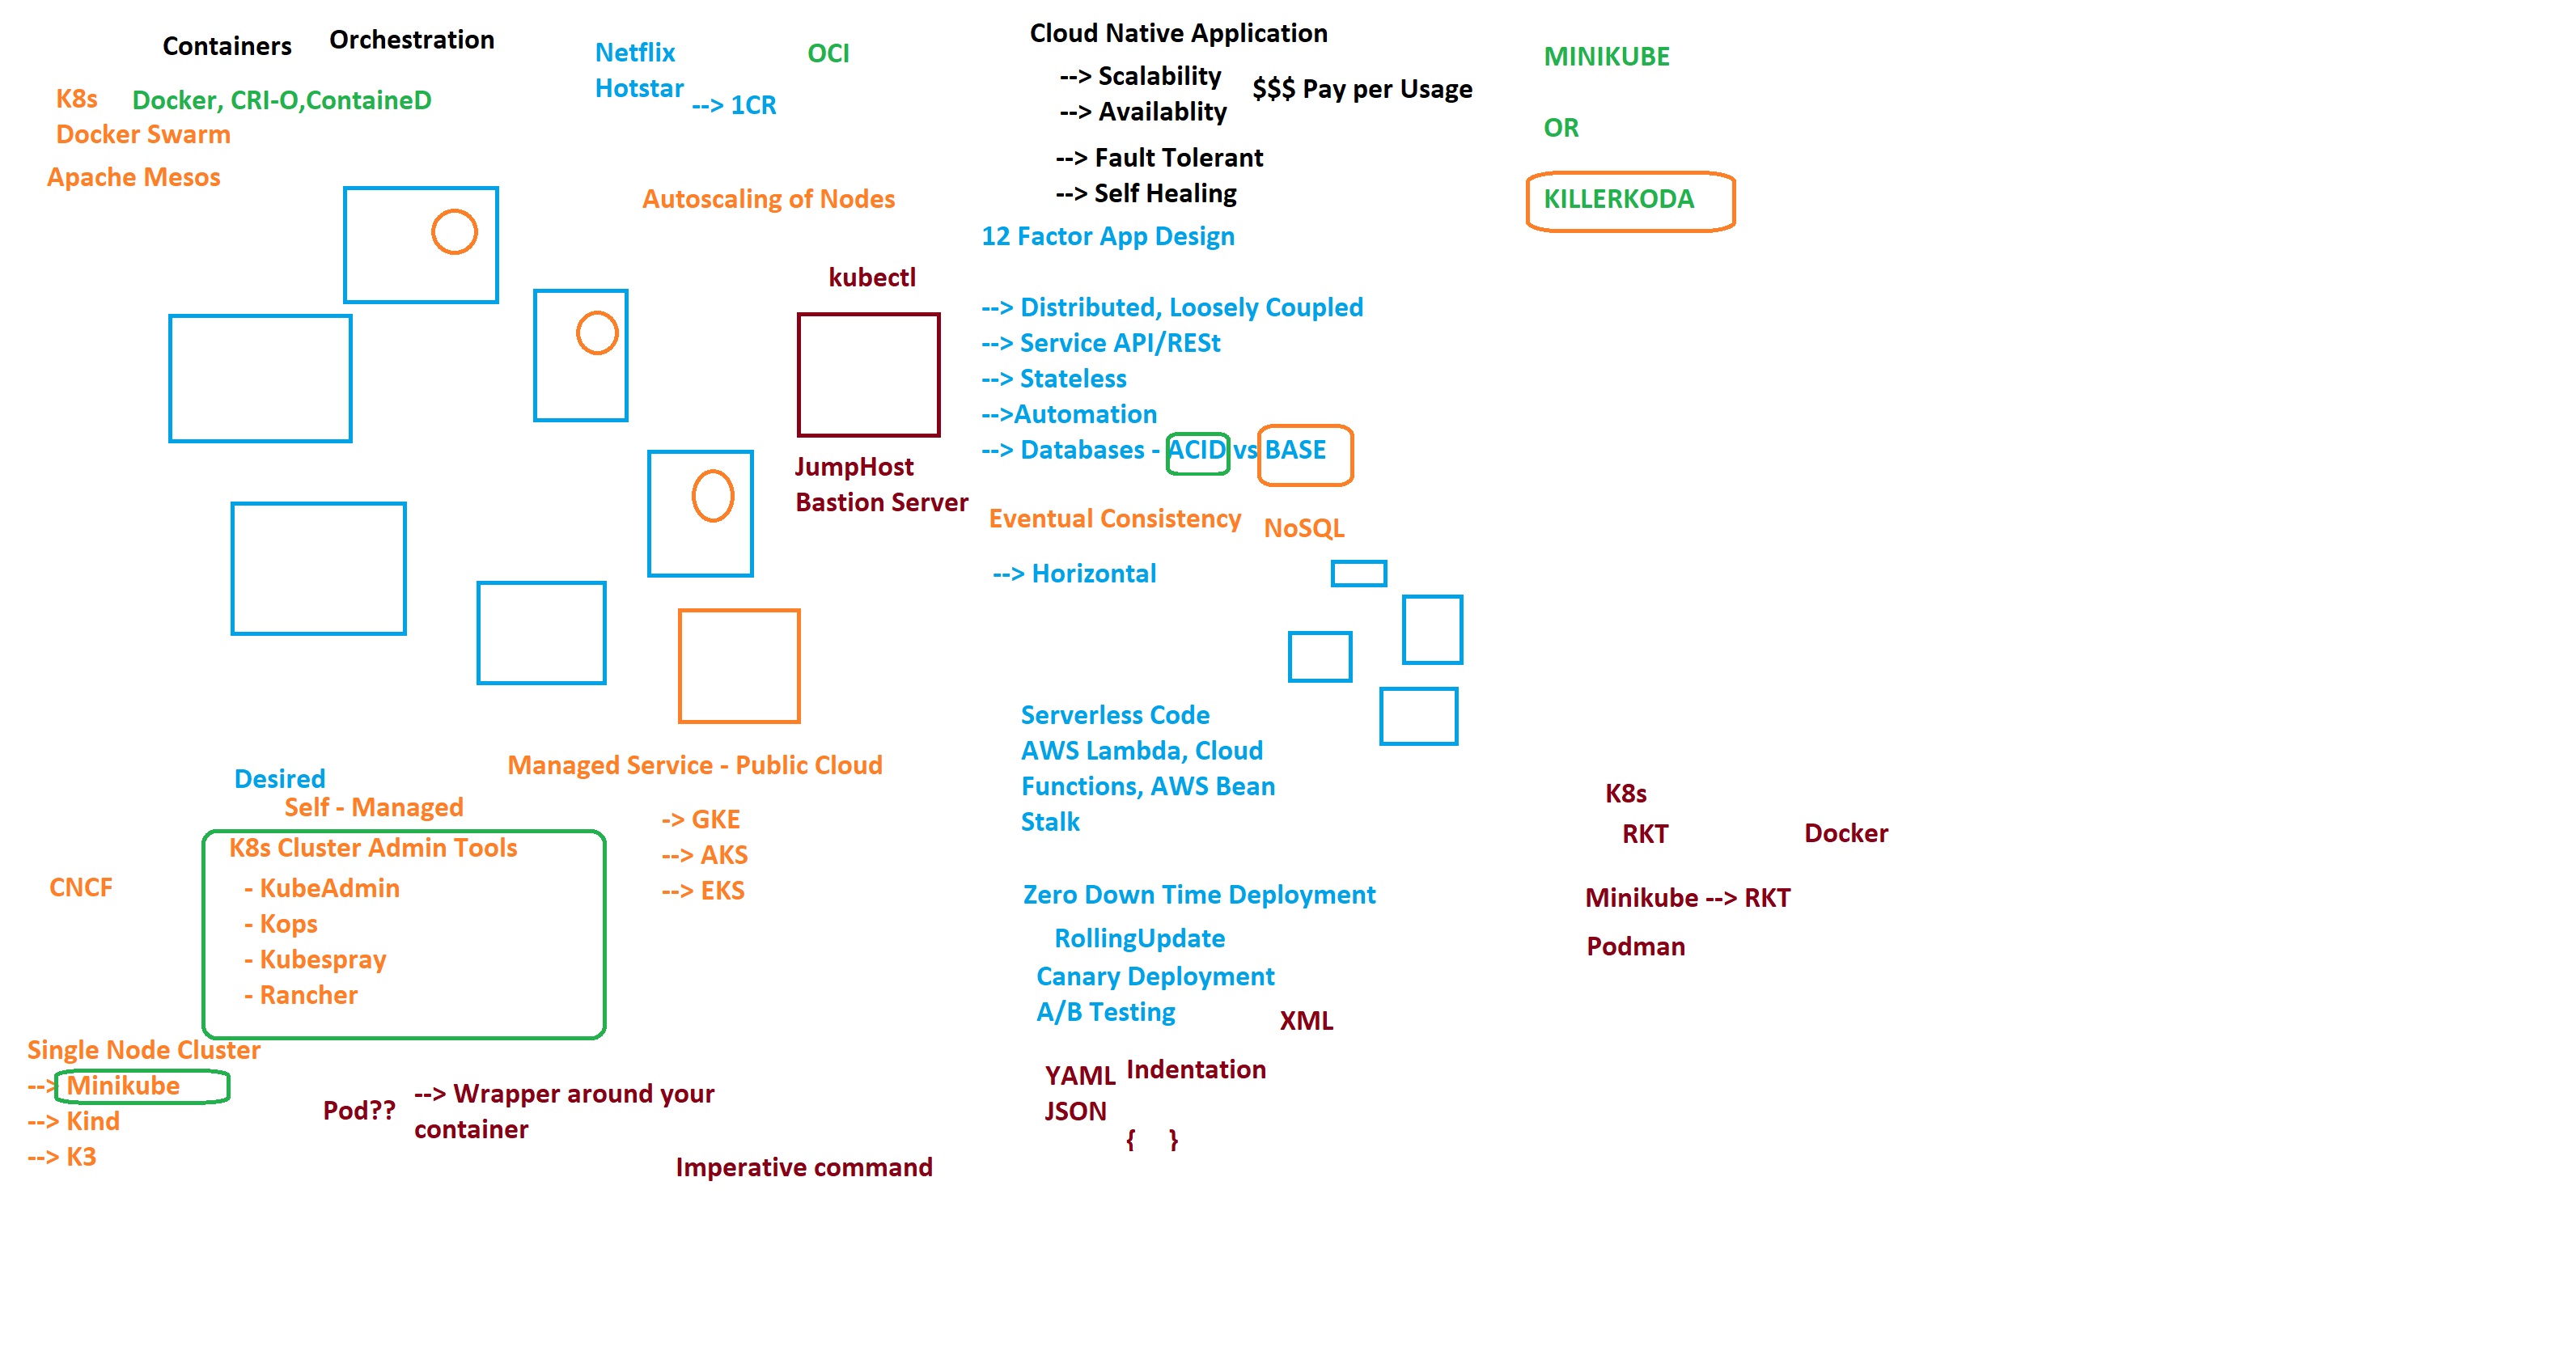 Containers
Orchestration
K8s
Docker, CRI-O,ContaineD
Docker Swarm
Apache Mesos
Netflix
Hotstar
--> 1CR
OCI
Autoscaling of Nodes
kubectl
JumpHost
Bastion Server
Desired
Self - Managed
K8s Cluster Admin Tools
- KubeAdmin
- Kops
- Kubespray
- Rancher
CNCF
Managed Service - Public Cloud
-> GKE
--> AKS
--> EKS
Single Node Cluster
--> Minikube
--> Kind
--> K3
Pod??
--> Wrapper around your
container
Imperative command
Cloud Native Application
--> Scalability
--> Availablity
$$$ Pay per Usage
--> Fault Tolerant
--> Self Healing
12 Factor App Design
--> Distributed, Loosely Coupled
--> Service API/RESt
--> Stateless
-->Automation
--> Databases - ACID vs BASE
Eventual Consistency
NoSQL
--> Horizontal
Serverless Code
AWS Lambda, Cloud
Functions, AWS Bean
Stalk
Zero Down Time Deployment
RollingUpdate
Canary Deployment
A/B Testing
XML
YAML
Indentation
JSON
{ }
MINIKUBE
OR
KILLERKODA
K8s
RKT
Docker
Minikube --> RKT
Podman